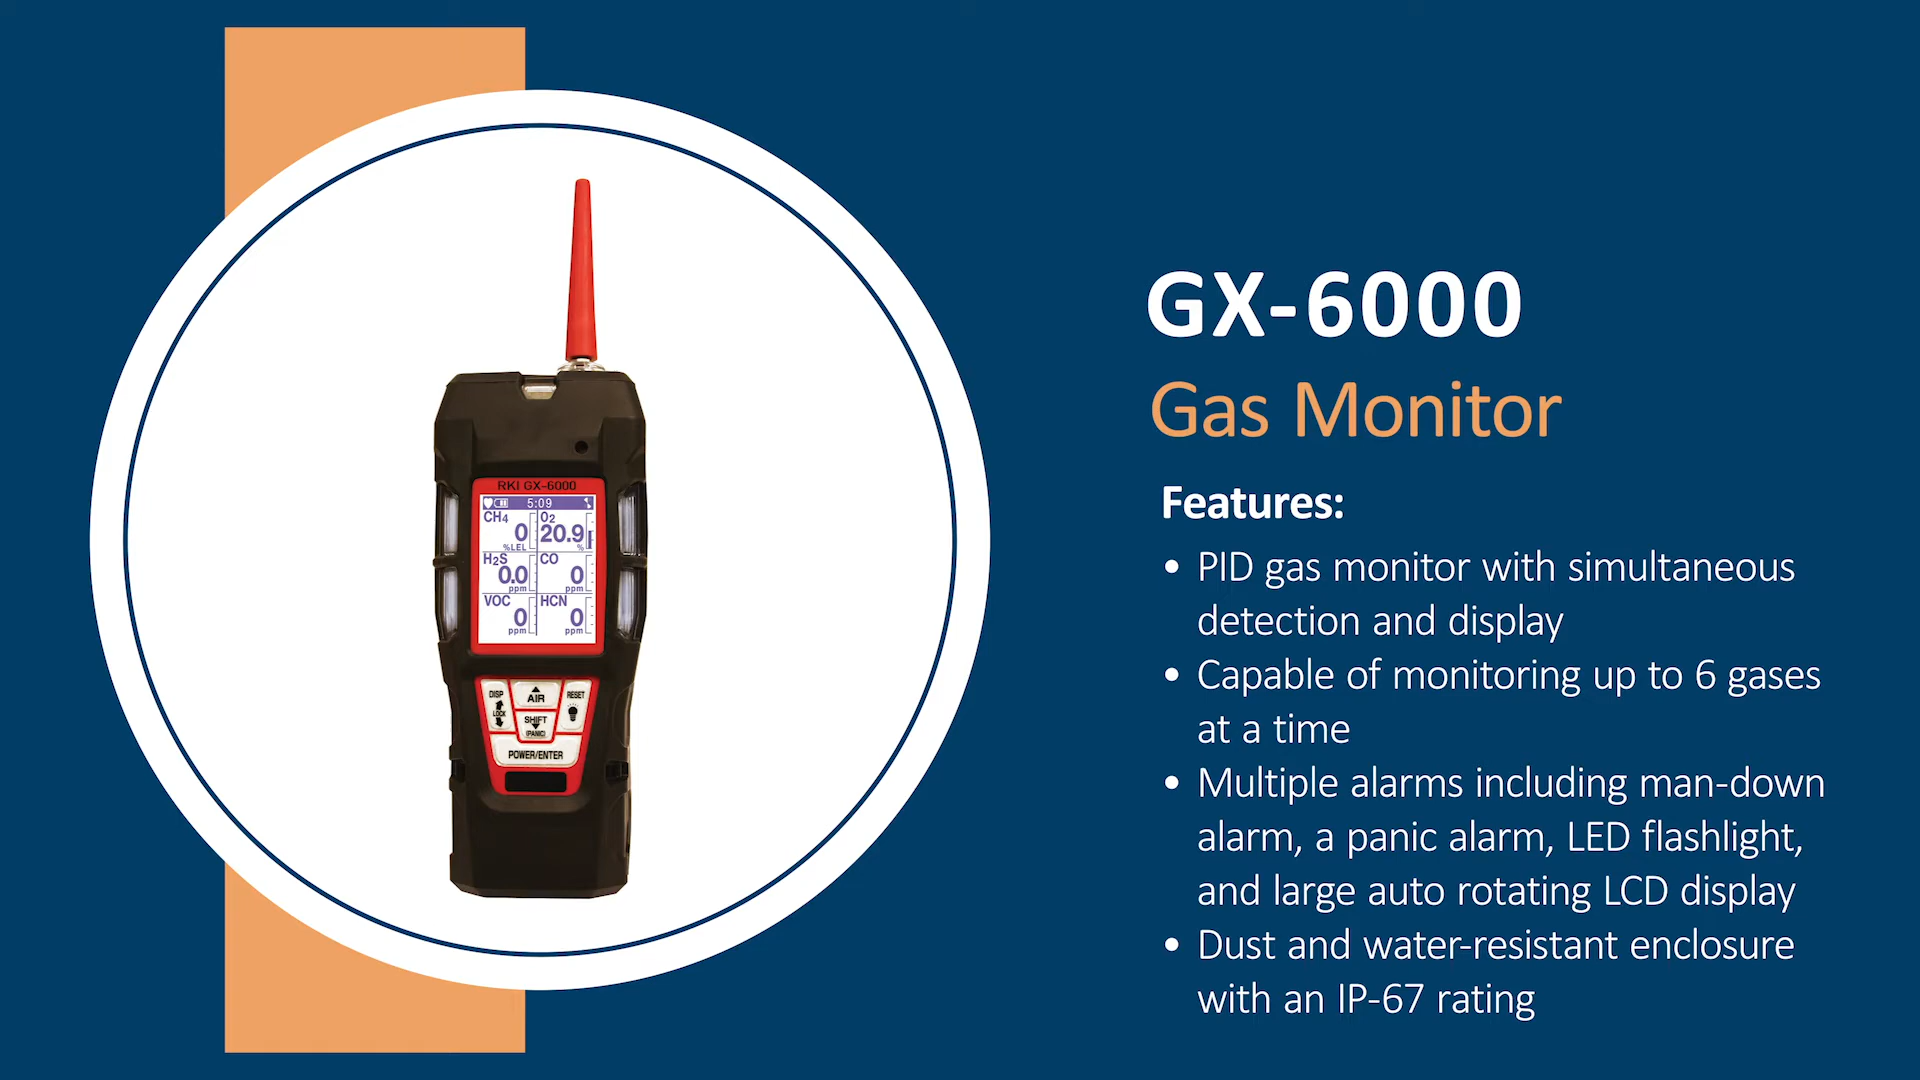 GX-6000
Gas Monitor
Features:
• PID gas monitor with simultaneous
detection and display
• Capable of monitoring up to 6 gases
at a time
• Multiple alarms including man-down
alarm, a panic alarm, LED flashlight,
and large auto rotating LCD display
• Dust and water-resistant enclosure
with an IP-67 rating
RKI GX-6000
5:09
CH4 O2
0 20.9
%LEL %
H2S CO
0.0 0
ppm ppm
VOC HCN
0 0
ppm ppm
DISP AIR RESET
LOCK
SHIFT
(PANIC)
POWER/ENTER